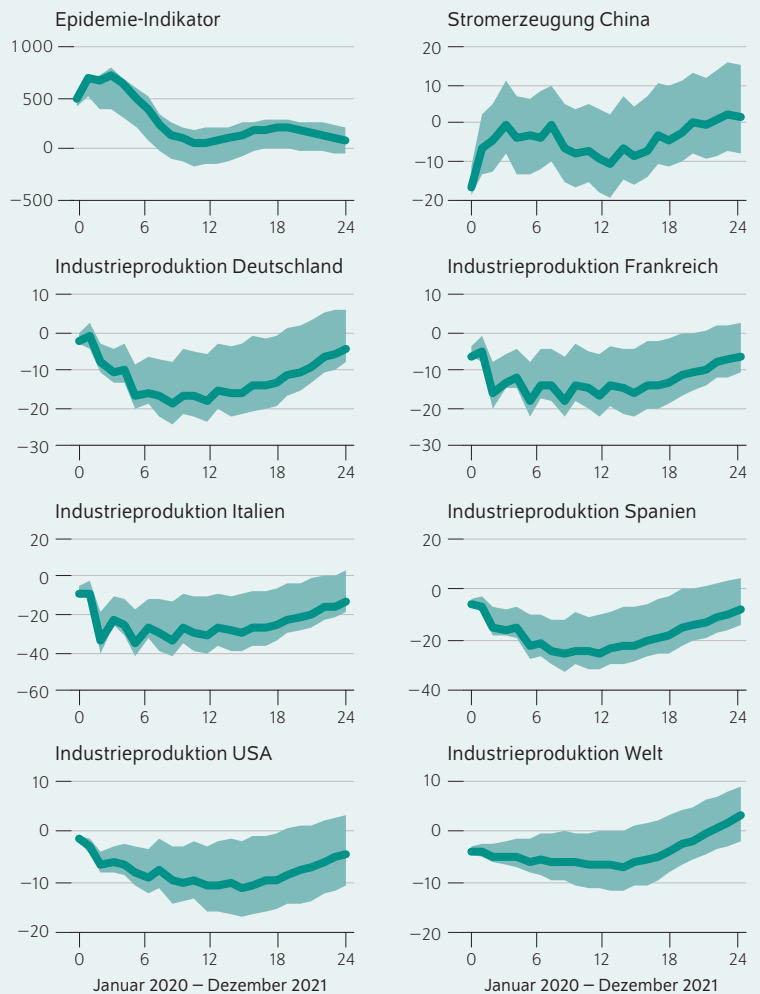 Epidemie-Indikator
1000
500
0
−500
0 6 12 18 24
Stromerzeugung China
20
10
0
−10
−20
0 6 12 18 24
Industrieproduktion Deutschland
10
0
−10
−20
−30
0 6 12 18 24
Industrieproduktion Frankreich
10
0
−10
−20
−30
0 6 12 18 24
Industrieproduktion Italien
20
0
−20
−40
−60
0 6 12 18 24
Industrieproduktion Spanien
20
0
−20
−40
0 6 12 18 24
Industrieproduktion USA
10
0
−10
−20
0 6 12 18 24
Januar 2020 – Dezember 2021
Industrieproduktion Welt
10
0
−10
−20
0 6 12 18 24
Januar 2020 – Dezember 2021